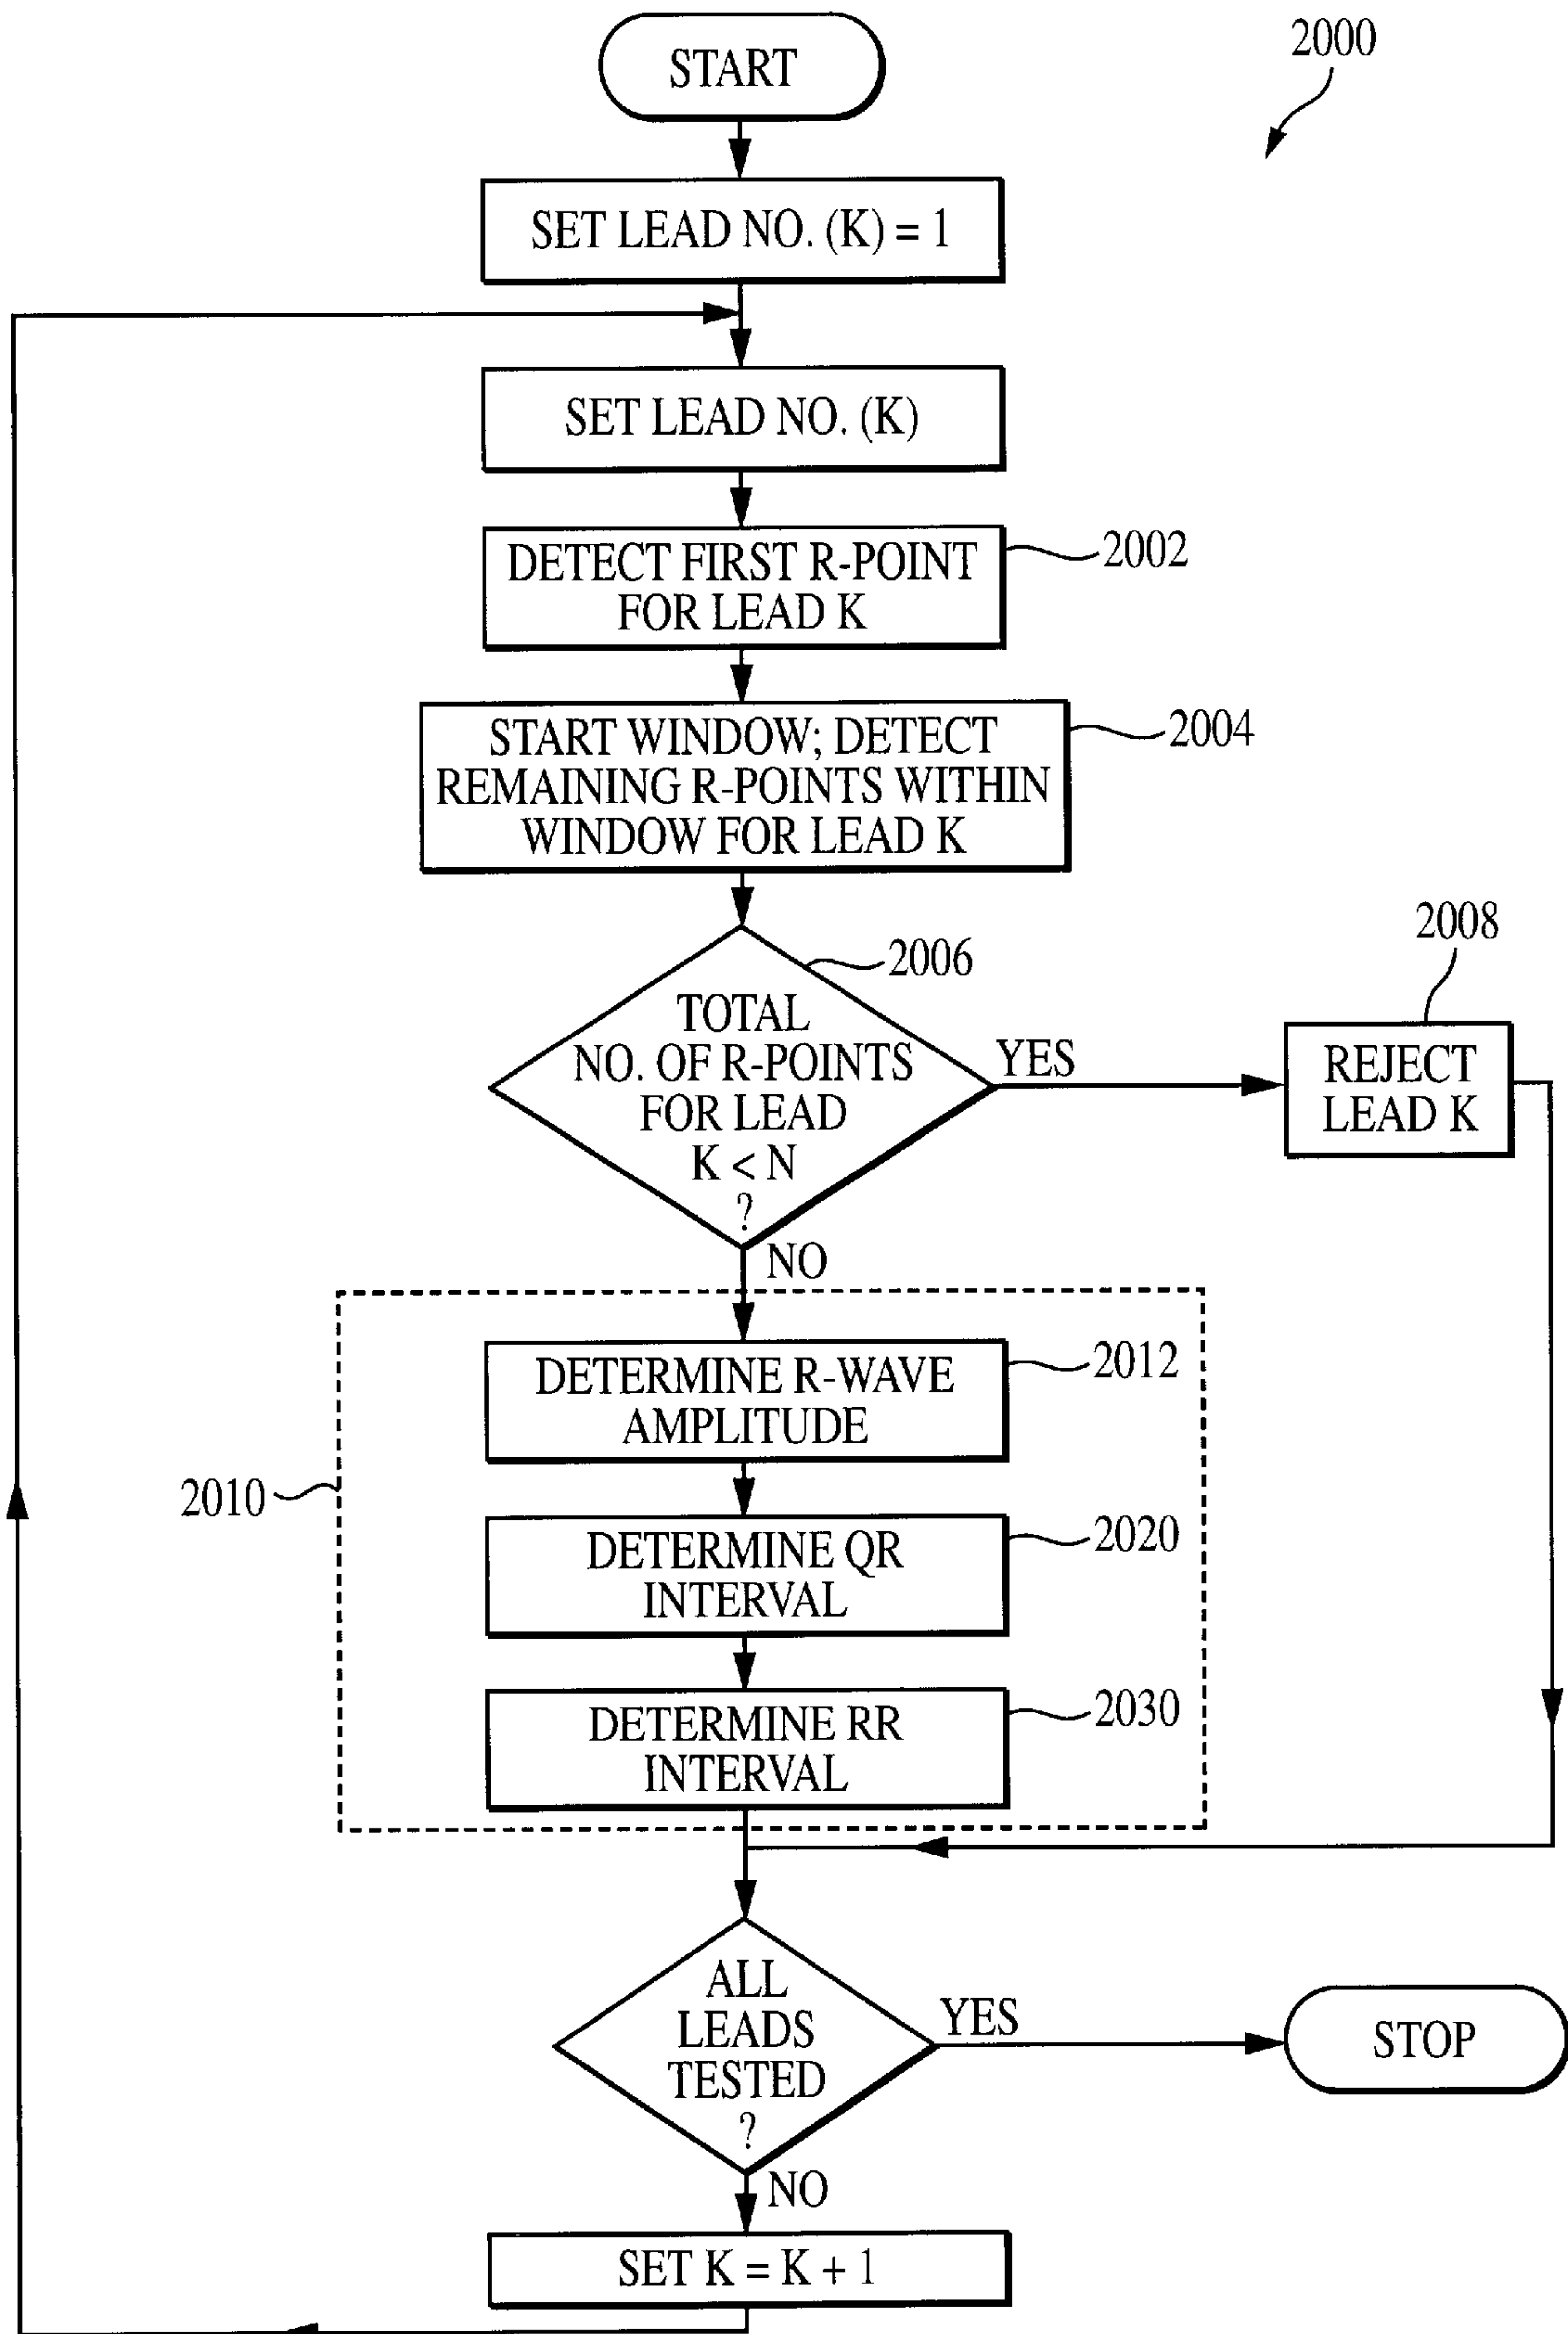 2000
START
SET LEAD NO. (K) = 1
SET LEAD NO. (K)
DETECT FIRST R-POINT
FOR LEAD K
2002
START WINDOW; DETECT
REMAINING R-POINTS WITHIN
WINDOW FOR LEAD K
2004
2006
TOTAL
NO. OF R-POINTS
FOR LEAD
K < N
?
YES
2008
REJECT
LEAD K
NO
2010
DETERMINE R-WAVE
AMPLITUDE
2012
DETERMINE QR
INTERVAL
2020
DETERMINE RR
INTERVAL
2030
ALL
LEADS
TESTED
?
YES
STOP
NO
SET K = K + 1